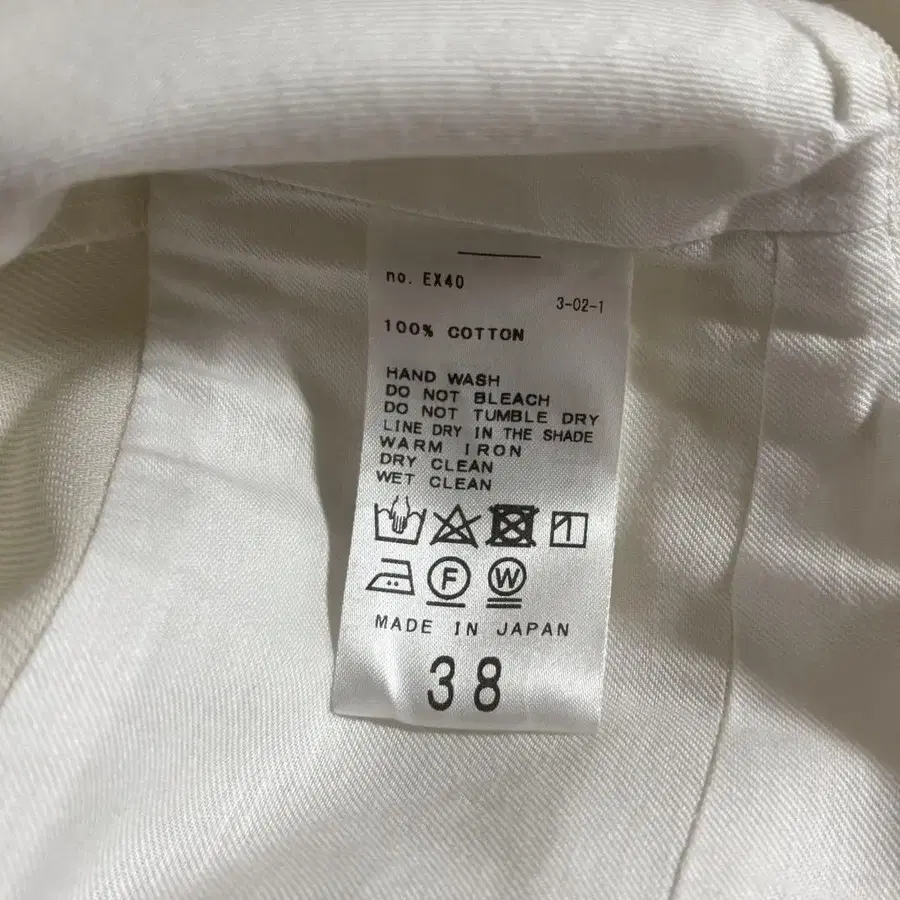 no. EX40
3-02-1
100% COTTON
HAND WASH
DO NOT BLEACH
DO NOT TUMBLE DRY
LINE DRY IN THE SHADE
WARM IRON
DRY CLEAN
WET CLEAN
F W
MADE IN JAPAN
38